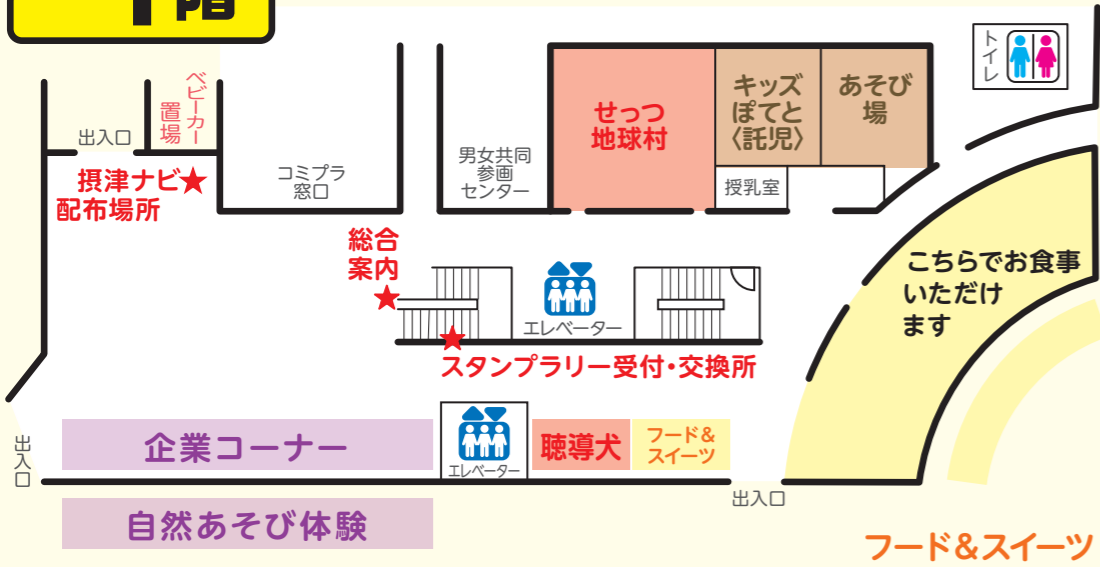 1階
トイレ
ベビーカー
置場
出入口
摂津ナビ
配布場所
コミプラ
窓口
男女共同
参画
センター
せっつ
地球村
キッズ
ぽてと
〈託児〉
あそび
場
授乳室
総合
案内
エレベーター
スタンプラリー受付・交換所
こちらでお食事
いただけ
ます
出入口
企業コーナー
エレベーター
聴導犬
フード&
スイーツ
出入口
自然あそび体験
フード&スイーツ